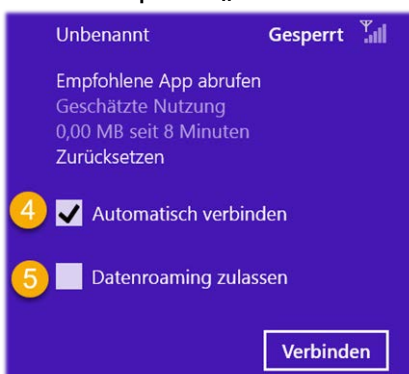 Unbenannt Gesperrt
Empfohlene App abrufen
Geschätzte Nutzung
0,00 MB seit 8 Minuten
Zurücksetzen
4 Automatisch verbinden
5 Datenroaming zulassen
Verbinden